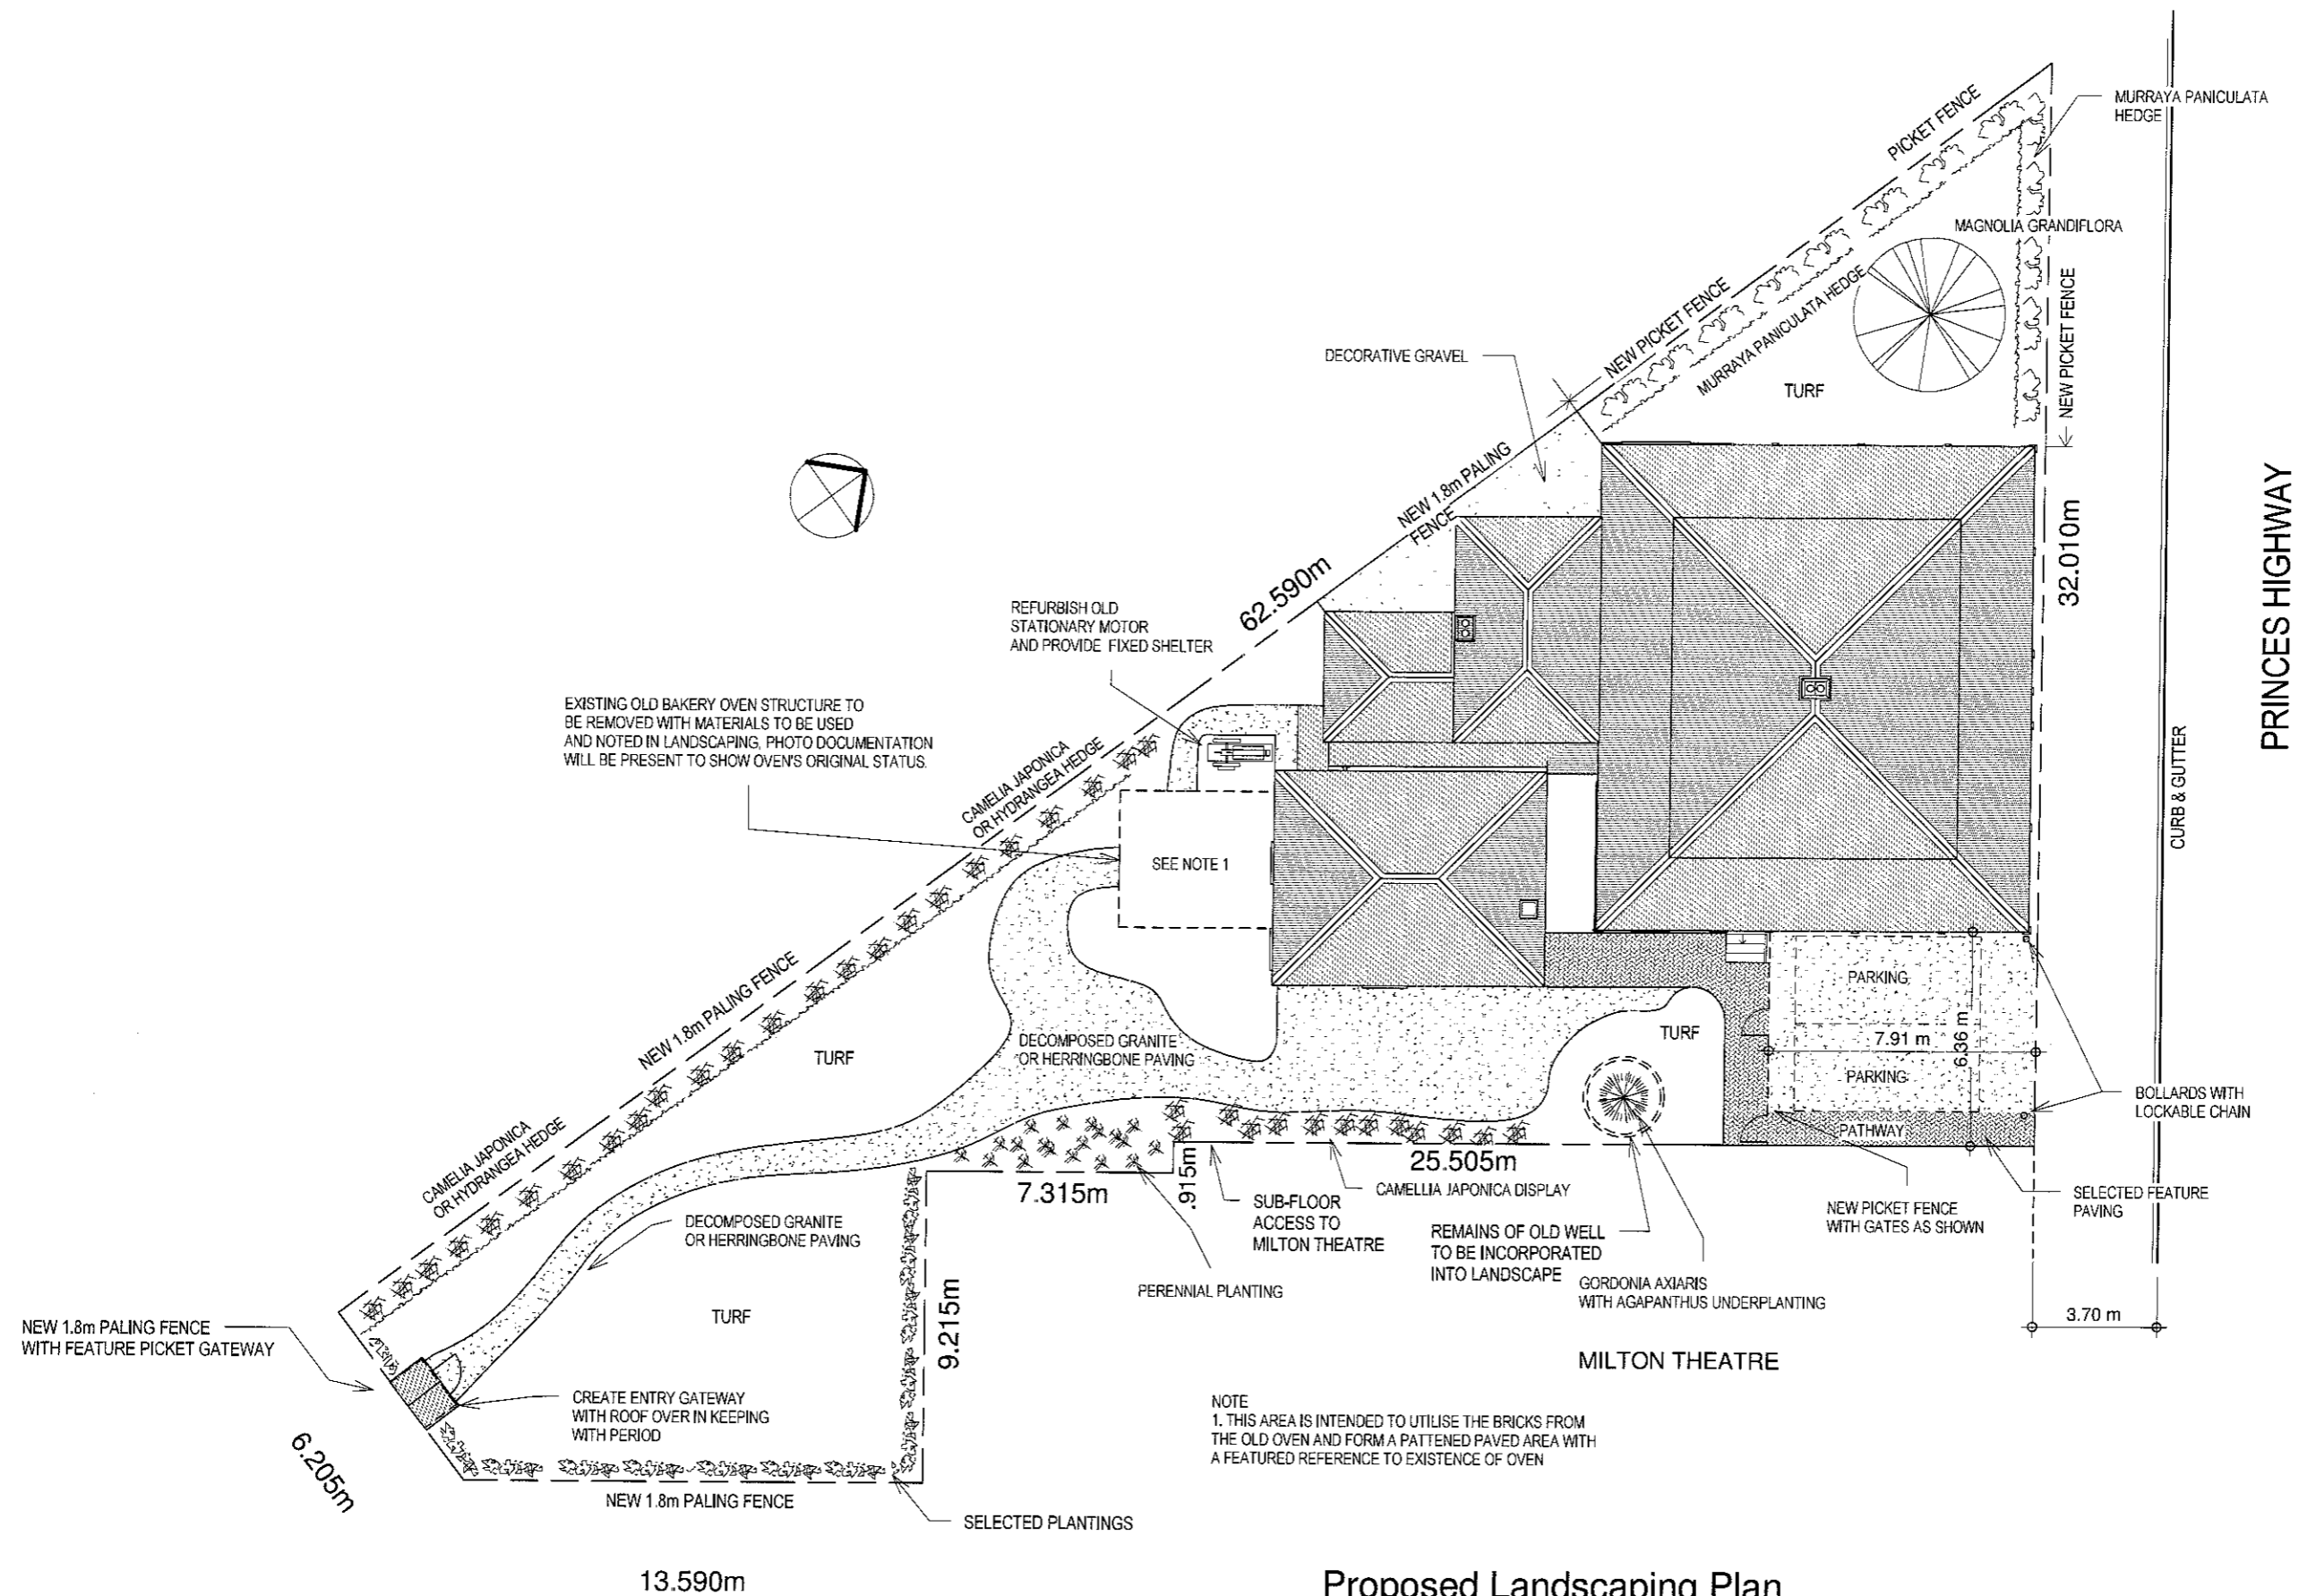 PICKET FENCE
MURRAYA PANICULATA
HEDGE
MAGNOLIA GRANDIFLORA
NEW PICKET FENCE
NEW PICKET FENCE
MURRAYA PANICULATA HEDGE
DECORATIVE GRAVEL
TURF
NEW 1.8m PALING
FENCE
PRINCES HIGHWAY
32.010m
62.590m
REFURBISH OLD
STATIONARY MOTOR
AND PROVIDE FIXED SHELTER
EXISTING OLD BAKERY OVEN STRUCTURE TO
BE REMOVED WITH MATERIALS TO BE USED
AND NOTED IN LANDSCAPING, PHOTO DOCUMENTATION
WILL BE PRESENT TO SHOW OVEN'S ORIGINAL STATUS.
CAMELIA JAPONICA
OR HYDRANGEA HEDGE
CURB & GUTTER
SEE NOTE 1
NEW 1.8m PALING FENCE
PARKING
TURF
7.91 m
6.36 m
DECOMPOSED GRANITE
OR HERRINGBONE PAVING
TURF
PARKING
BOLLARDS WITH
LOCKABLE CHAIN
PATHWAY
CAMELIA JAPONICA
OR HYDRANGEA HEDGE
25.505m
.915m
7.315m
CAMELLIA JAPONICA DISPLAY
SUB-FLOOR
ACCESS TO
MILTON THEATRE
SELECTED FEATURE
PAVING
NEW PICKET FENCE
WITH GATES AS SHOWN
DECOMPOSED GRANITE
OR HERRINGBONE PAVING
REMAINS OF OLD WELL
TO BE INCORPORATED
INTO LANDSCAPE
GORDONIA AXIARIS
WITH AGAPANTHUS UNDERPLANTING
PERENNIAL PLANTING
9.215m
TURF
3.70 m
NEW 1.8m PALING FENCE
WITH FEATURE PICKET GATEWAY
MILTON THEATRE
CREATE ENTRY GATEWAY
WITH ROOF OVER IN KEEPING
WITH PERIOD
NOTE
1. THIS AREA IS INTENDED TO UTILISE THE BRICKS FROM
THE OLD OVEN AND FORM A PATTENED PAVED AREA WITH
A FEATURED REFERENCE TO EXISTENCE OF OVEN
6.205m
NEW 1.8m PALING FENCE
SELECTED PLANTINGS
13.590m
Proposed Landscaping Plan